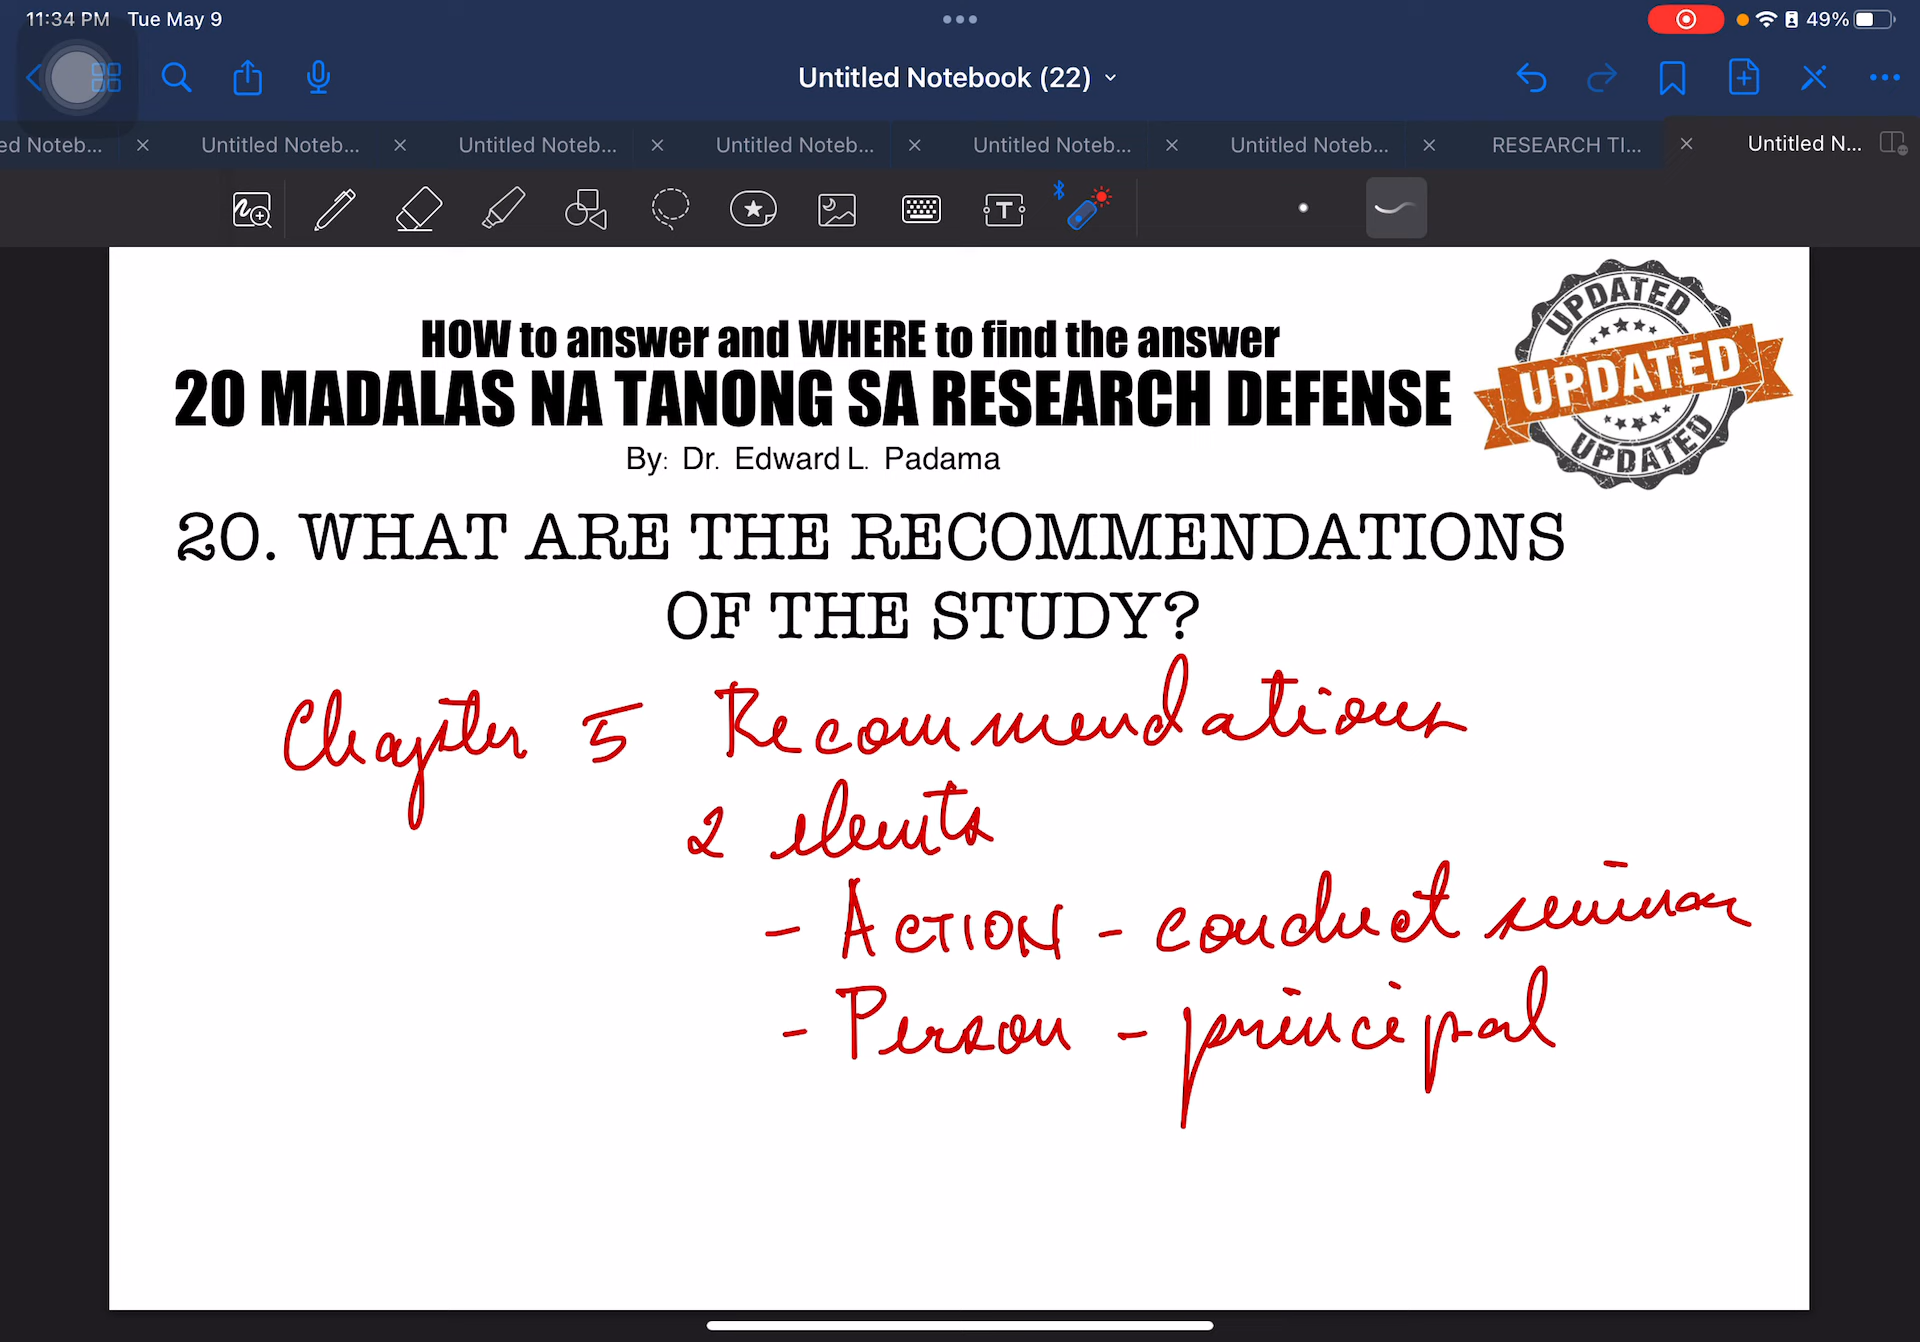 11:34 PM Tue May 9
49%
Untitled Notebook (22)
ed Noteb... Untitled Noteb... Untitled Noteb... Untitled Noteb... Untitled Noteb... Untitled Noteb... RESEARCH TI... Untitled N...
HOW to answer and WHERE to find the answer
20 MADALAS NA TANONG SA RESEARCH DEFENSE
By: Dr. Edward L. Padama
UPDATED
UPDATED
UPDATED
20. WHAT ARE THE RECOMMENDATIONS
OF THE STUDY?
Chapter 5 Recommendations
2 elemts
- ACTION - conduct seminar
- Person - principal